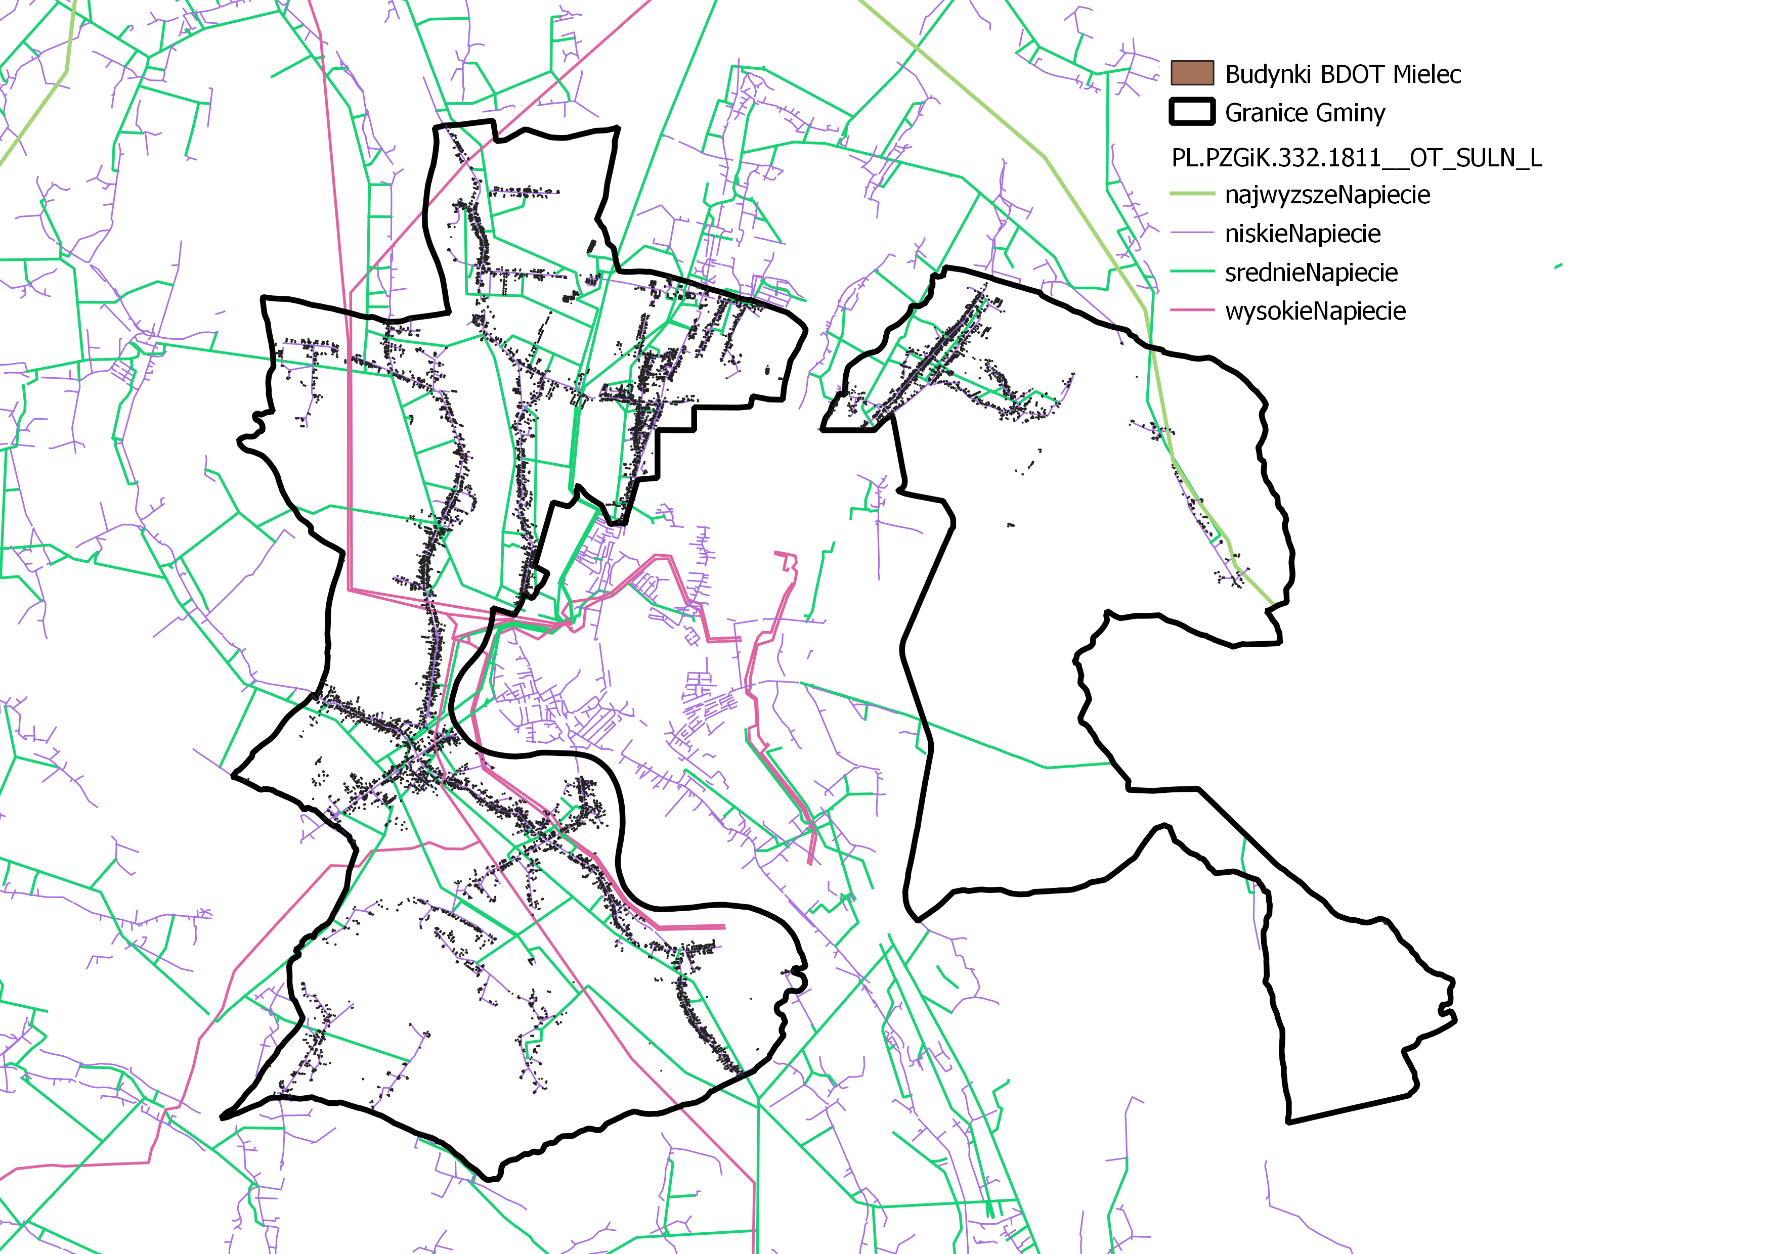 Budynki BDOT Mielec
Granice Gminy
PL.PZGiK.332.1811__OT_SULN_L
najwyzszeNapiecie
niskieNapiecie
srednieNapiecie
wysokieNapiecie